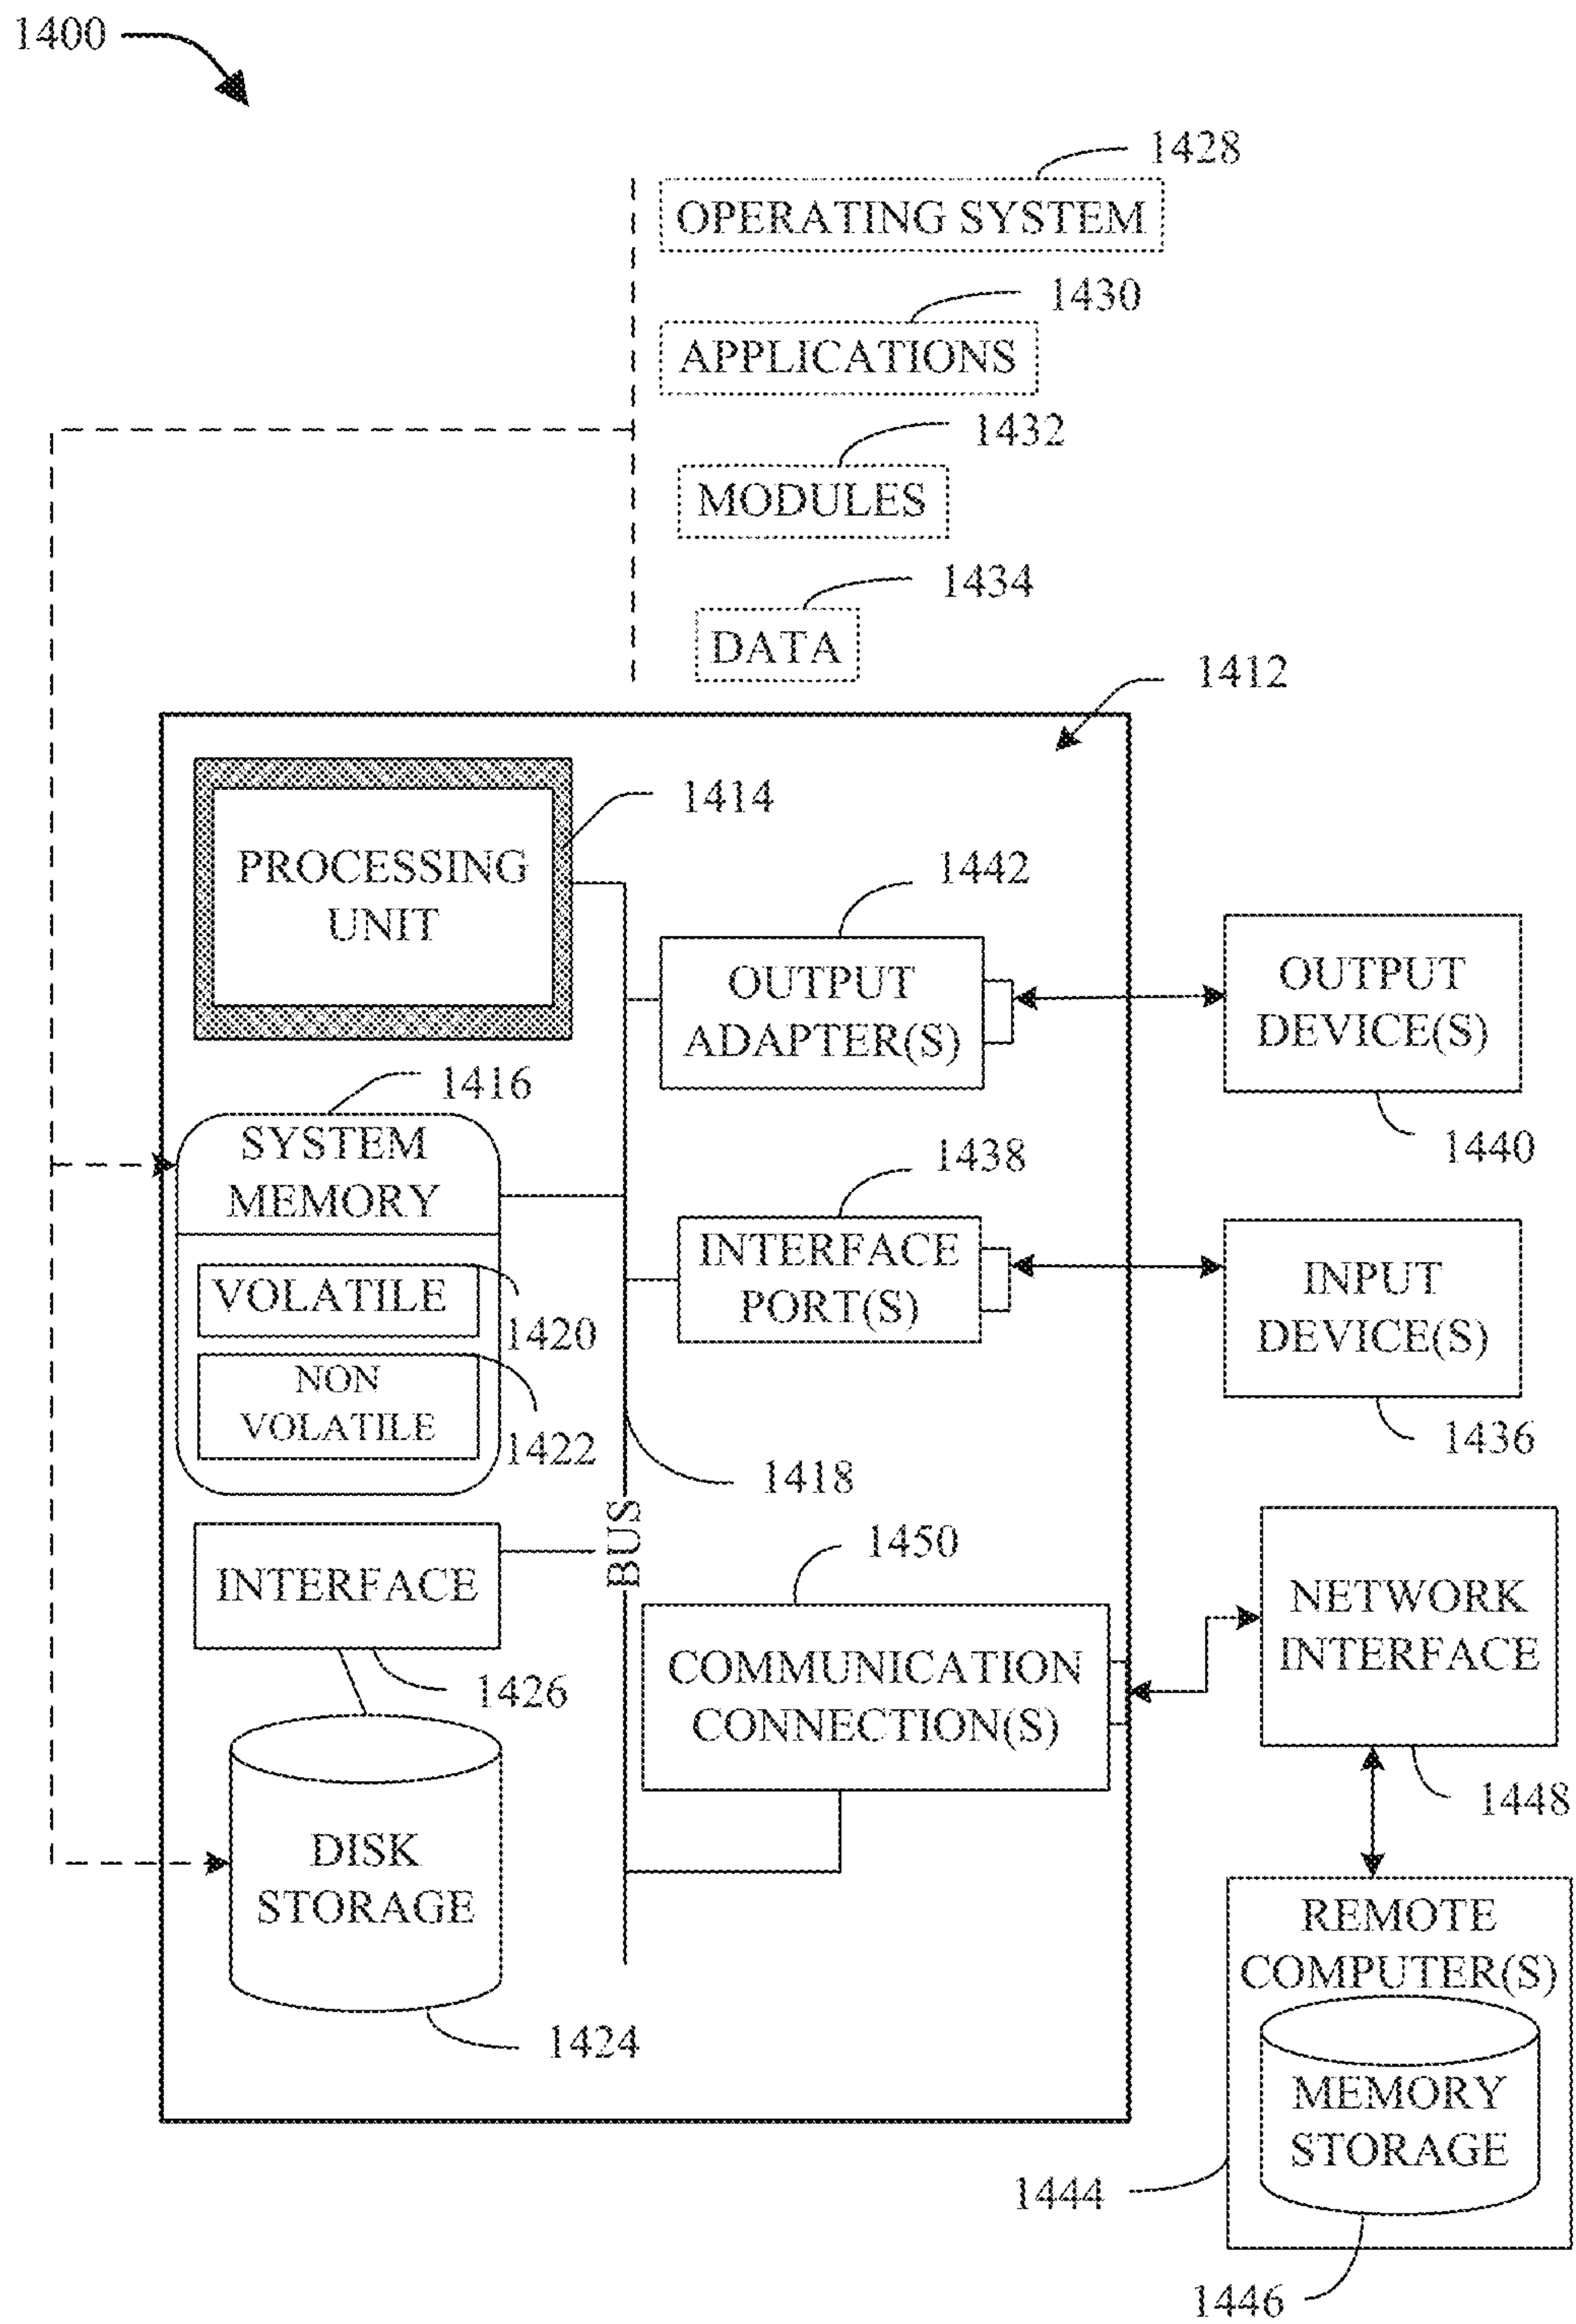 1400
1428
OPERATING SYSTEM
1430
APPLICATIONS
1432
MODULES
1434
DATA
1412
1414
PROCESSING
UNIT
1442
OUTPUT
ADAPTER(S)
OUTPUT
DEVICE(S)
1440
1416
SYSTEM
MEMORY
1438
INTERFACE
PORT(S)
INPUT
DEVICE(S)
1436
VOLATILE
1420
NON
VOLATILE
1422
1418
BUS
1450
INTERFACE
1426
COMMUNICATION
CONNECTION(S)
NETWORK
INTERFACE
1448
DISK
STORAGE
1424
REMOTE
COMPUTER(S)
MEMORY
STORAGE
1444
1446